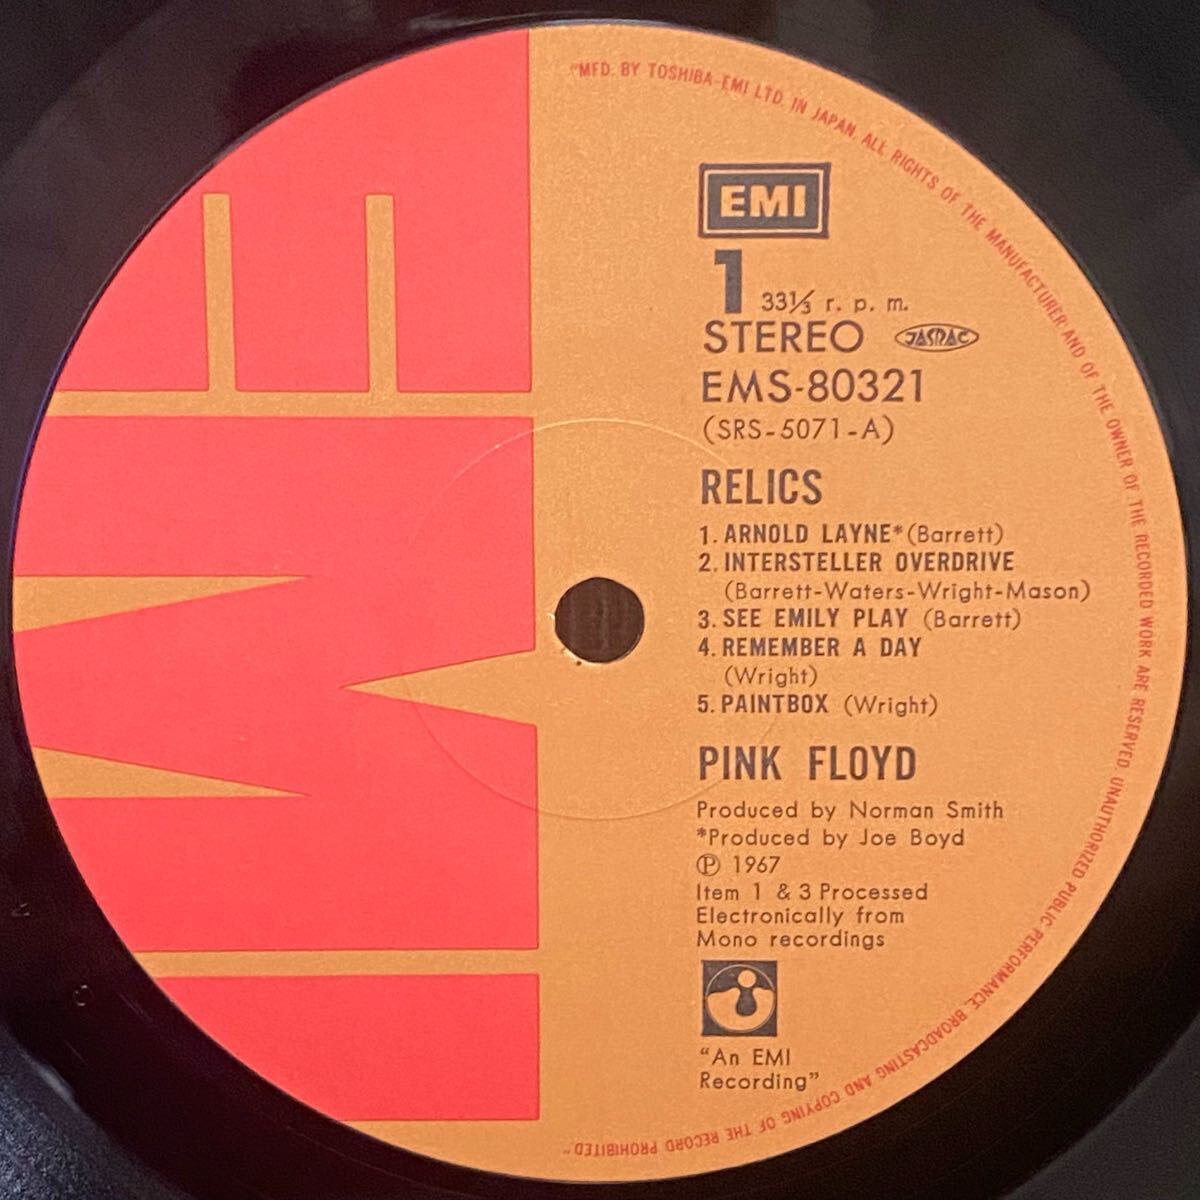 "MFD. BY TOSHIBA-EMI LTD. IN JAPAN. ALL RIGHTS OF THE MANUFACTURER AND OF THE OWNER OF THE RECORDED WORK ARE RESERVED. UNAUTHORIZED PUBLIC PERFORMANCE, BROADCASTING AND COPYING OF THE RECORD PROHIBITED"
EMI
EMI
1 33⅓ r. p. m.
STEREO JASRAC
EMS-80321
(SRS-5071-A)
RELICS
1. ARNOLD LAYNE* (Barrett)
2. INTERSTELLER OVERDRIVE
(Barrett-Waters-Wright-Mason)
3. SEE EMILY PLAY (Barrett)
4. REMEMBER A DAY
(Wright)
5. PAINTBOX (Wright)
PINK FLOYD
Produced by Norman Smith
*Produced by Joe Boyd
Ⓟ 1967
Item 1 & 3 Processed
Electronically from
Mono recordings
"An EMI
Recording"